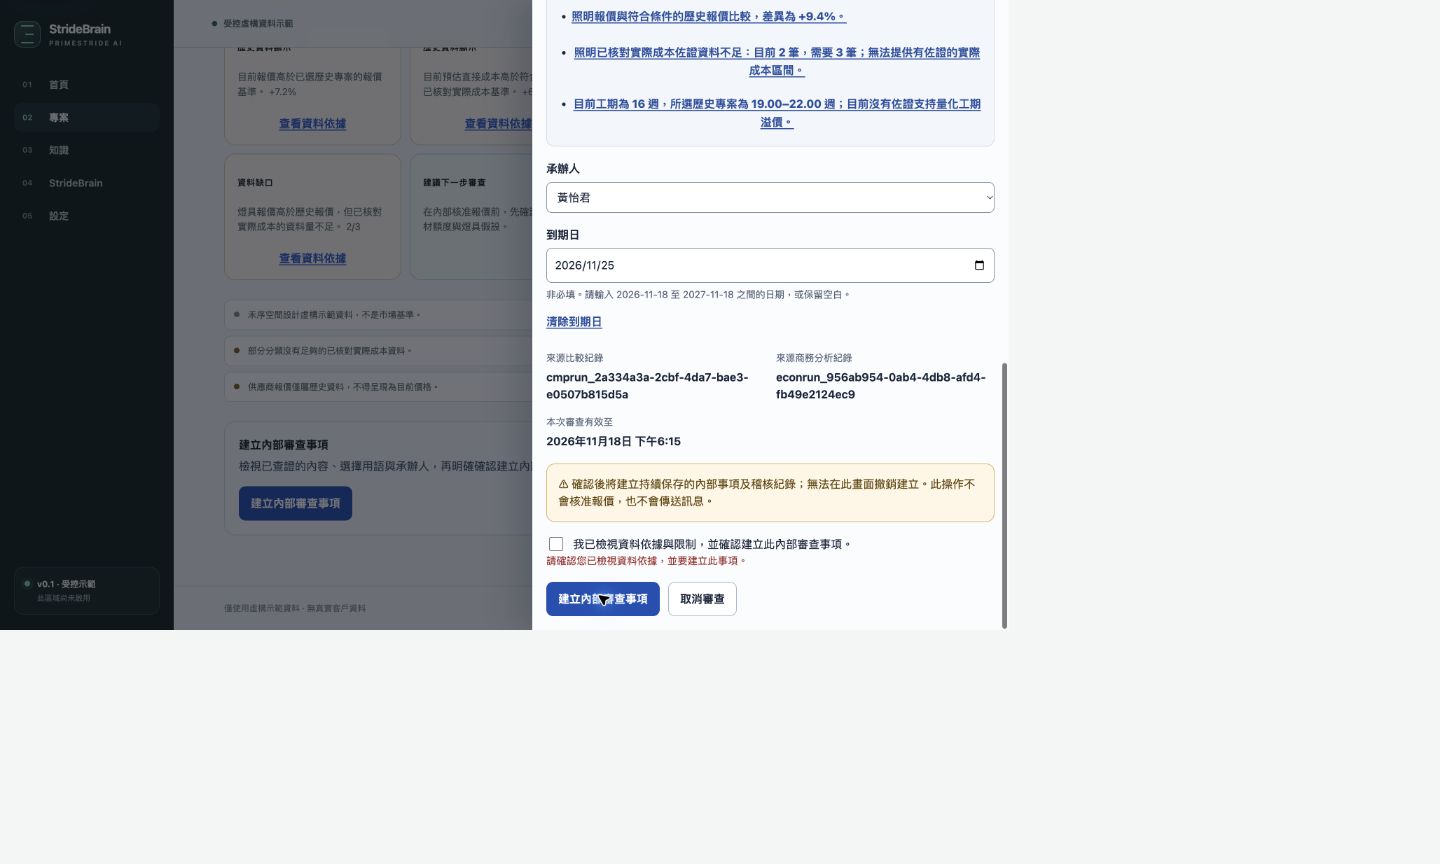 StrideBrain
PRIMESTRIDE AI
01 首頁
02 專案
03 知識
04 StrideBrain
05 設定
v0.1 · 受控示範
此區域尚未啟用
受控虛構資料示範
目前報價高於已選歷史專案的報價
基準。 +7.2%
查看資料依據
目前預估直接成本高於符合
已核對實際成本基準。
查看資料依據
資料缺口
燈具報價高於歷史報價，但已核對
實際成本的資料量不足。 2/3
查看資料依據
建議下一步審查
在內部核准報價前，先確
材額度與燈具假設。
禾序空間設計虛構示範資料，不是市場基準。
部分分類沒有足夠的已核對實際成本資料。
供應商報價僅屬歷史資料，不得呈現為目前價格。
建立內部審查事項
檢視已查證的內容、選擇用語與承辦人，再明確確認建立內
建立內部審查事項
僅使用虛構示範資料 · 無真實客戶資料
• 照明報價與符合條件的歷史報價比較，差異為 +9.4%。
• 照明已核對實際成本佐證資料不足：目前 2 筆，需要 3 筆；無法提供有佐證的實際
成本區間。
• 目前工期為 16 週，所選歷史專案為 19.00–22.00 週；目前沒有佐證支持量化工期
溢價。
承辦人
黃怡君
到期日
2026/11/25
非必填。請輸入 2026-11-18 至 2027-11-18 之間的日期，或保留空白。
清除到期日
來源比較紀錄
cmprun_2a334a3a-2cbf-4da7-bae3-
e0507b815d5a
來源商務分析紀錄
econrun_956ab954-0ab4-4db8-afd4-
fb49e2124ec9
本次審查有效至
2026年11月18日 下午6:15
⚠ 確認後將建立持續保存的內部事項及稽核紀錄；無法在此畫面撤銷建立。此操作不
會核准報價，也不會傳送訊息。
我已檢視資料依據與限制，並確認建立此內部審查事項。
請確認您已檢視資料依據，並要建立此事項。
建立內部審查事項
取消審查